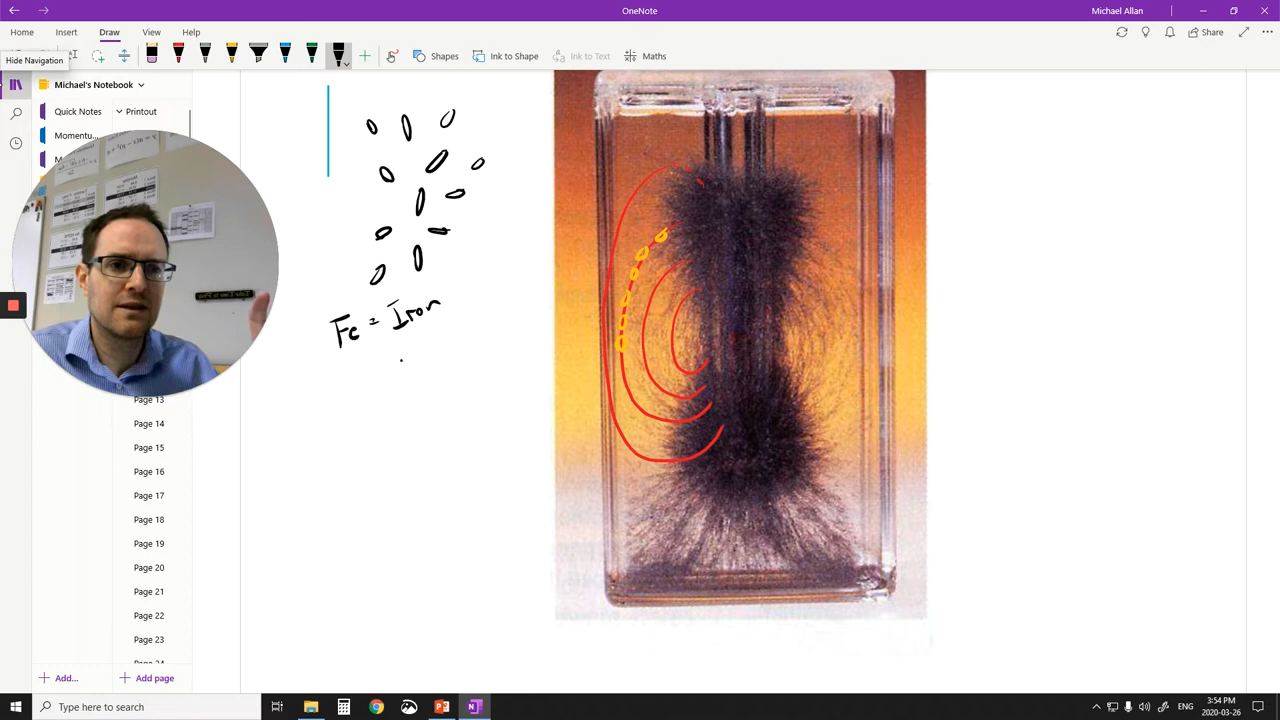 OneNote
Michael Allan
Home Insert Draw View Help
Share
Hide Navigation
Shapes
Ink to Shape
Ink to Text
Maths
Michael's Notebook
Quick Notes
Printout
Momentu...
Fe = Iron
Page 13
Page 14
Page 15
Page 16
Page 17
Page 18
Page 19
Page 20
Page 21
Page 22
Page 23
Page 24
Add...
Add page
Type here to search
ENG
3:54 PM
2020-03-26